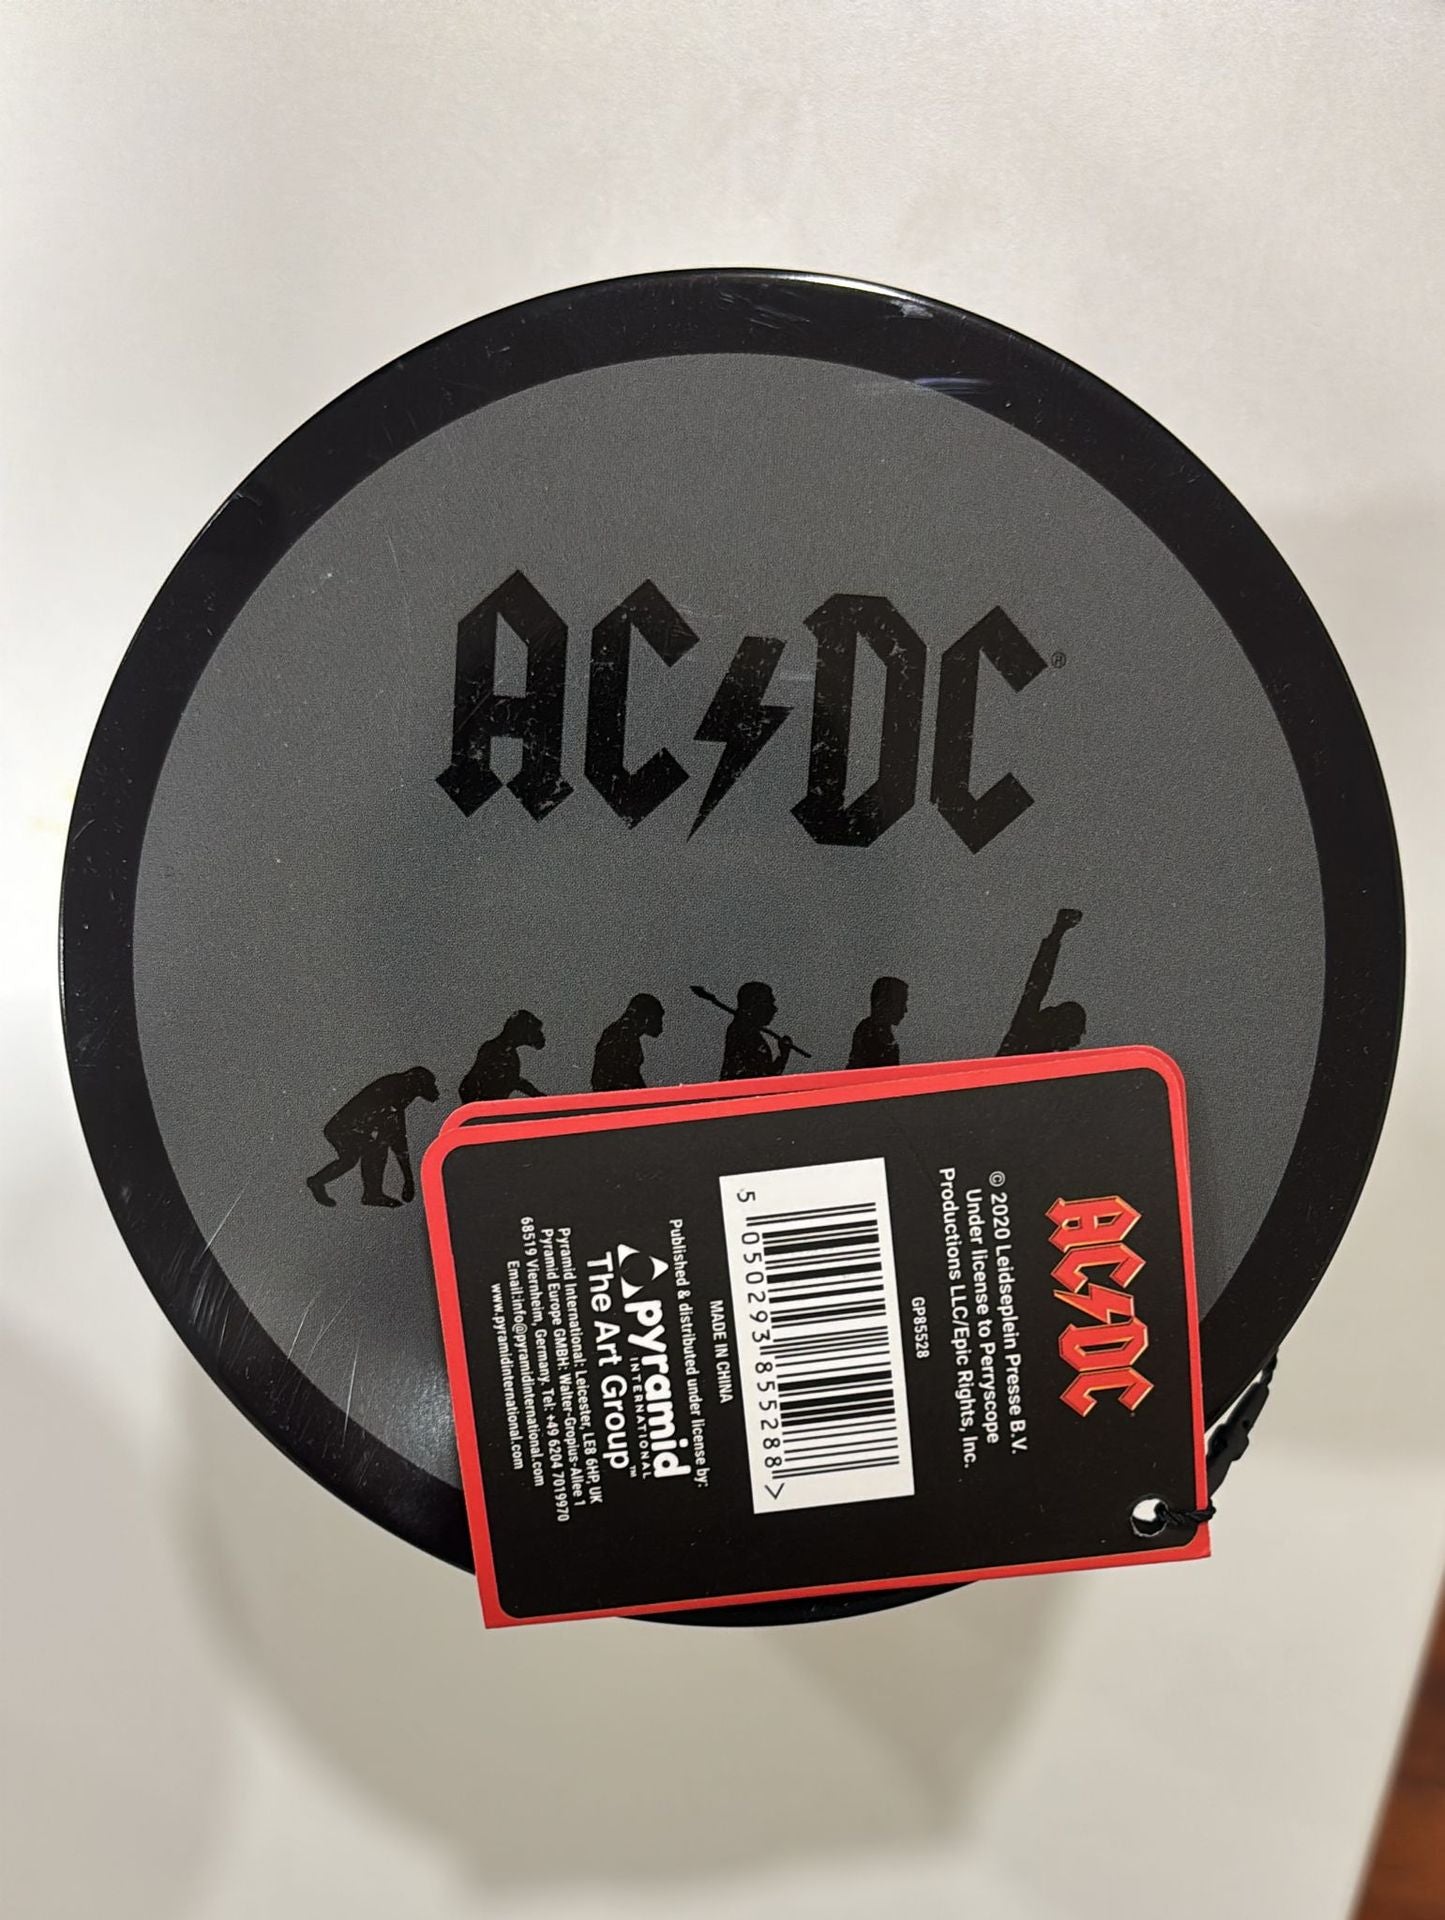 AC⚡DC®
AC⚡DC
© 2020 Leidseplein Presse B.V.
Under license to Perryscope
Productions LLC/Epic Rights, Inc.
GP85528
5 050293 855288 >
MADE IN CHINA
Published & distributed under license by:
Pyramid
INTERNATIONAL
The Art Group™
Pyramid International: Leicester, LE8 6HP, UK
Pyramid Europe GMBH: Walter-Gropius-Allee 1
68519 Viernheim, Germany, Tel: +49 6204 7019970
Email:info@pyramidinternational.com
www.pyramidinternational.com